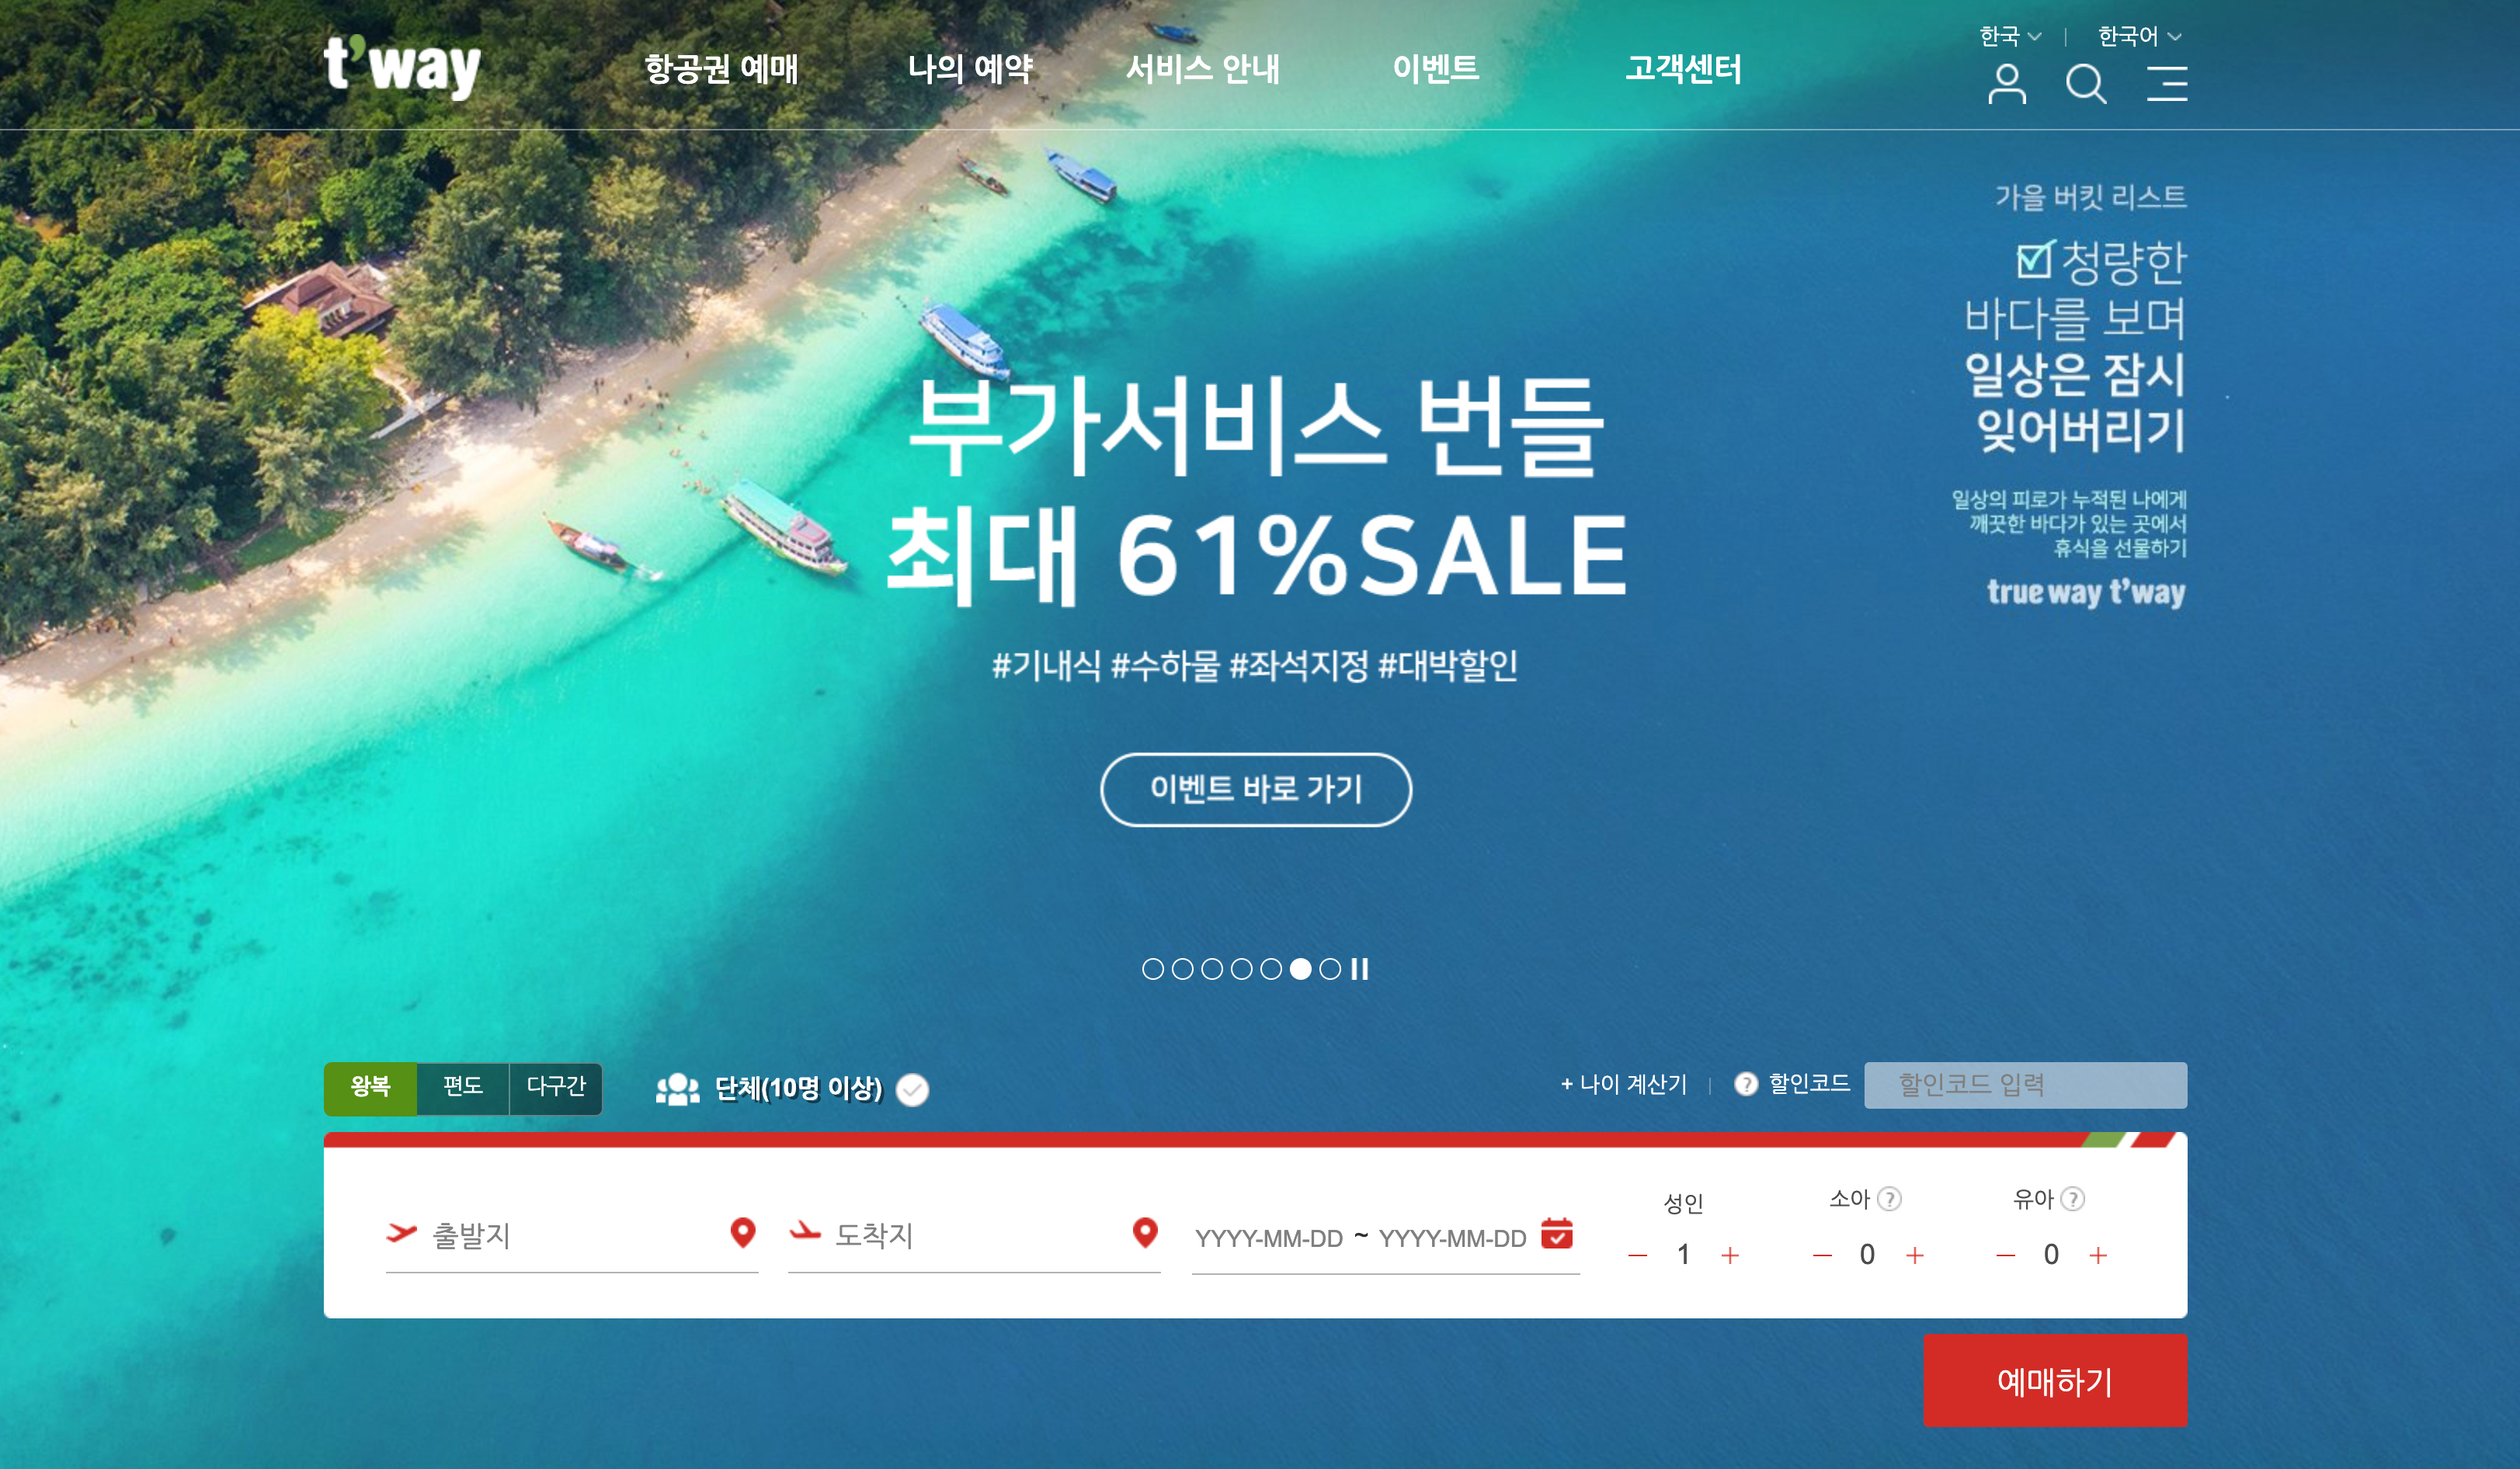 t'way
항공권 예매
나의 예약
서비스 안내
이벤트
고객센터
한국
한국어
가을 버킷 리스트
청량한
바다를 보며
일상은 잠시
잊어버리기
일상의 피로가 누적된 나에게
깨끗한 바다가 있는 곳에서
휴식을 선물하기
true way t'way
부가서비스 번들
최대 61%SALE
#기내식 #수하물 #좌석지정 #대박할인
이벤트 바로 가기
왕복
편도
다구간
단체(10명 이상)
+ 나이 계산기
? 할인코드
할인코드 입력
출발지
도착지
YYYY-MM-DD ~ YYYY-MM-DD
성인
소아 ?
유아 ?
− 1 +
− 0 +
− 0 +
예매하기